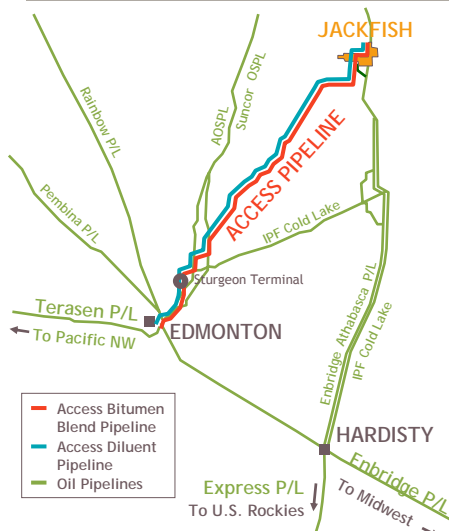 JACKFISH
Rainbow P/L
AOSPL
Suncor OSPL
ACCESS PIPELINE
Pembina P/L
IPF Cold Lake
Sturgeon Terminal
Terasen P/L
EDMONTON
To Pacific NW
Enbridge Athabasca P/L
IPF Cold Lake
Access Bitumen
Blend Pipeline
Access Diluent
Pipeline
Oil Pipelines
HARDISTY
Enbridge P/L
Express P/L
To U.S. Rockies
To Midwest